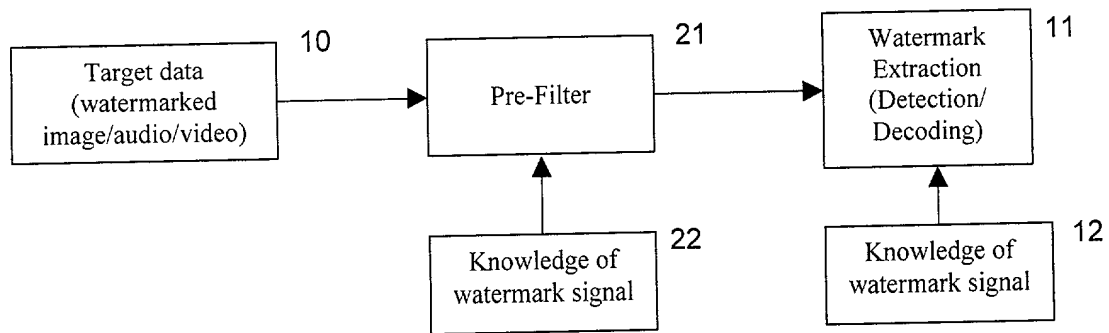 10
Target data
(watermarked
image/audio/video)
21
Pre-Filter
11
Watermark
Extraction
(Detection/
Decoding)
22
Knowledge of
watermark signal
12
Knowledge of
watermark signal